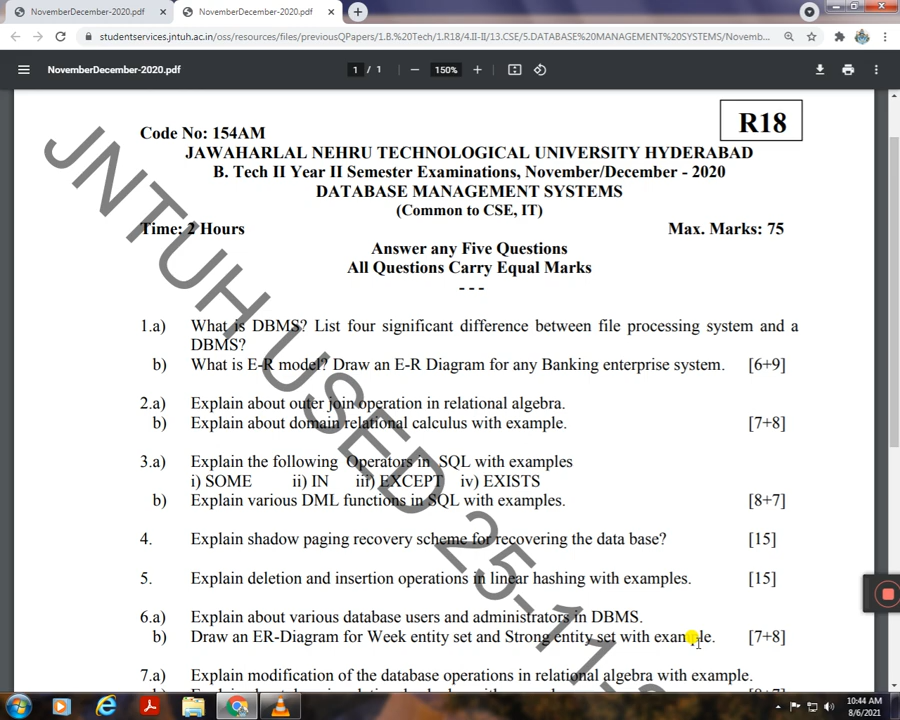 NovemberDecember-2020.pdf
NovemberDecember-2020.pdf
studentservices.jntuh.ac.in/oss/resources/files/previousQPapers/1.B.%20Tech/1.R18/4.II-II/13.CSE/5.DATABASE%20MANAGEMENT%20SYSTEMS/Novemb...
NovemberDecember-2020.pdf 1 / 1 150%
R18
Code No: 154AM
JAWAHARLAL NEHRU TECHNOLOGICAL UNIVERSITY HYDERABAD
B. Tech II Year II Semester Examinations, November/December - 2020
DATABASE MANAGEMENT SYSTEMS
(Common to CSE, IT)
Time: 2 Hours Max. Marks: 75
Answer any Five Questions
All Questions Carry Equal Marks
- - -
1.a) What is DBMS? List four significant difference between file processing system and a
DBMS?
b) What is E-R model? Draw an E-R Diagram for any Banking enterprise system. [6+9]
2.a) Explain about outer join operation in relational algebra.
b) Explain about domain relational calculus with example. [7+8]
3.a) Explain the following Operators in SQL with examples
i) SOME ii) IN iii) EXCEPT iv) EXISTS
b) Explain various DML functions in SQL with examples. [8+7]
4. Explain shadow paging recovery scheme for recovering the data base? [15]
5. Explain deletion and insertion operations in linear hashing with examples. [15]
6.a) Explain about various database users and administrators in DBMS.
b) Draw an ER-Diagram for Week entity set and Strong entity set with example. [7+8]
7.a) Explain modification of the database operations in relational algebra with example.
JNTUH USED 25-11-
10:44 AM
8/6/2021